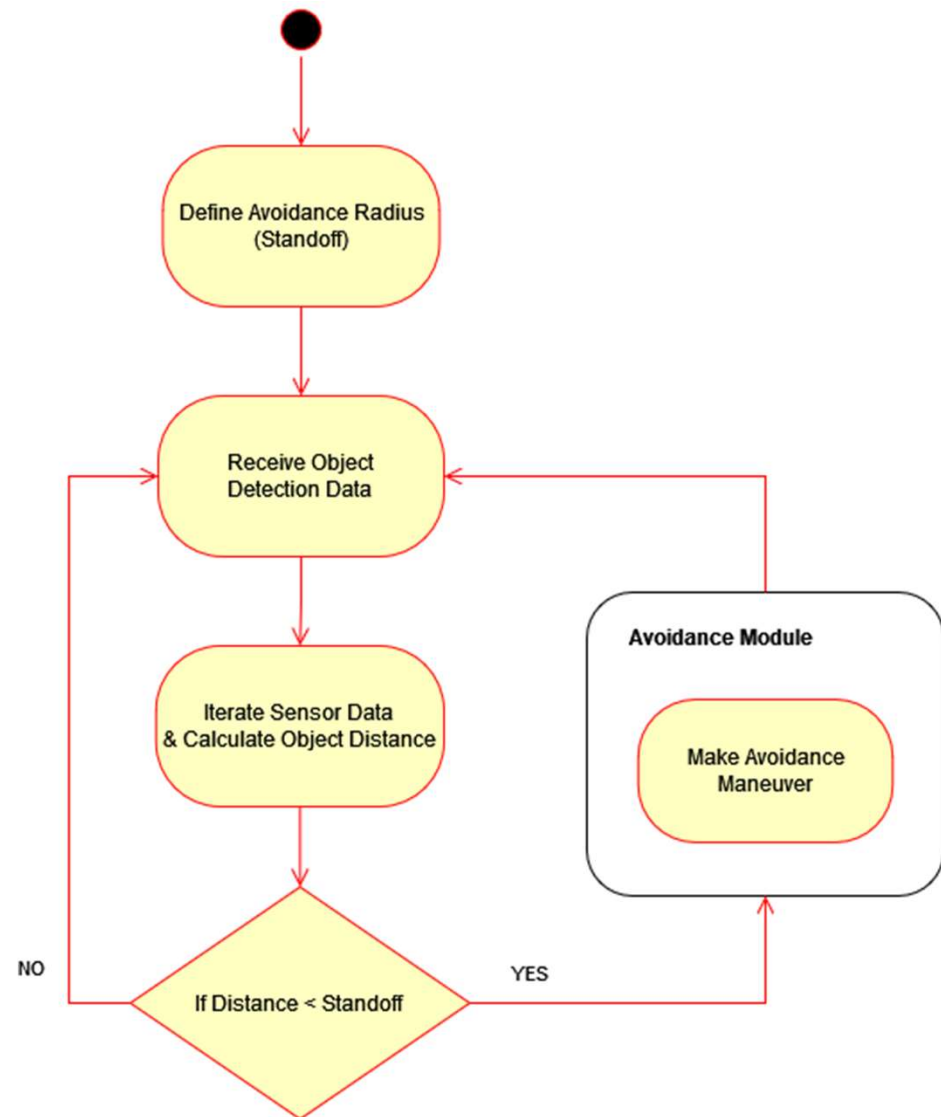 Define Avoidance Radius
(Standoff)
Receive Object
Detection Data
Iterate Sensor Data
& Calculate Object Distance
Avoidance Module
Make Avoidance
Maneuver
NO
YES
If Distance < Standoff